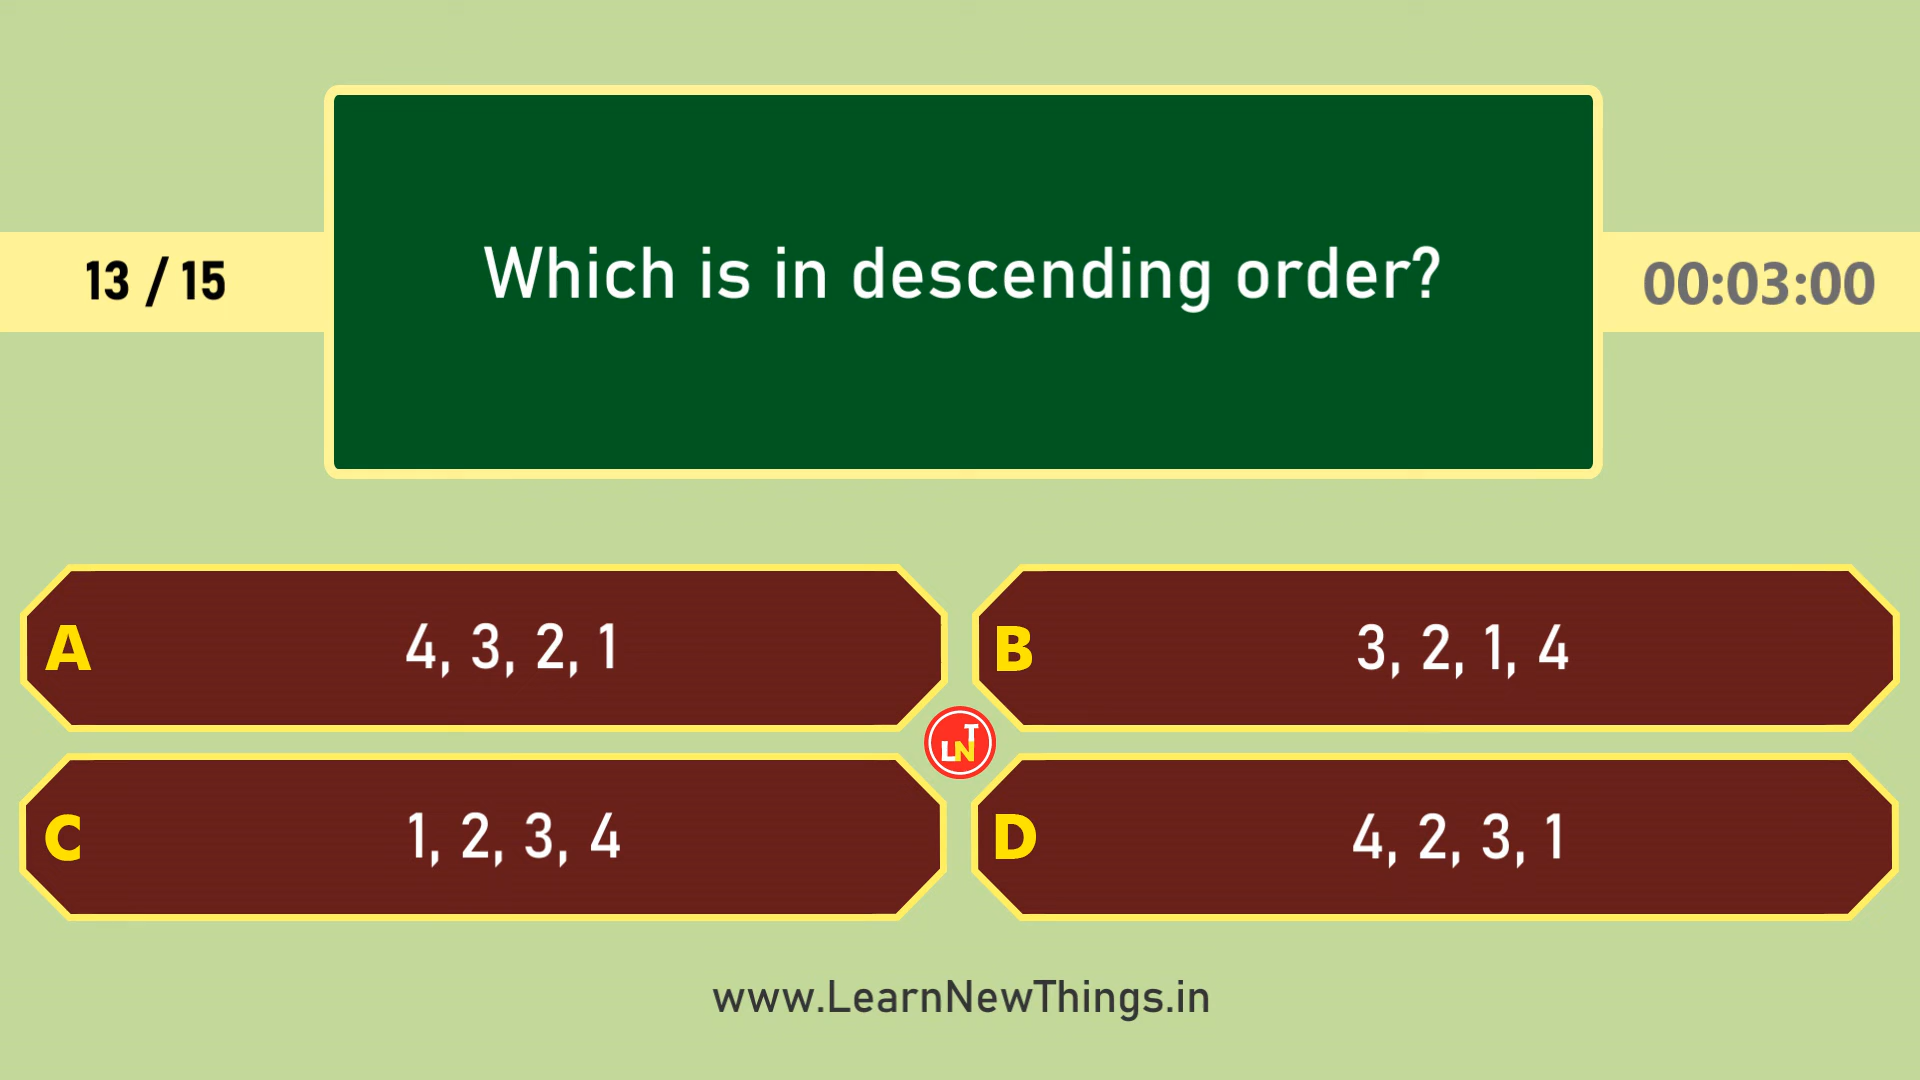 Which is in descending order?
13 / 15
00:03:00
A 4, 3, 2, 1
B 3, 2, 1, 4
C 1, 2, 3, 4
D 4, 2, 3, 1
LNT
www.LearnNewThings.in